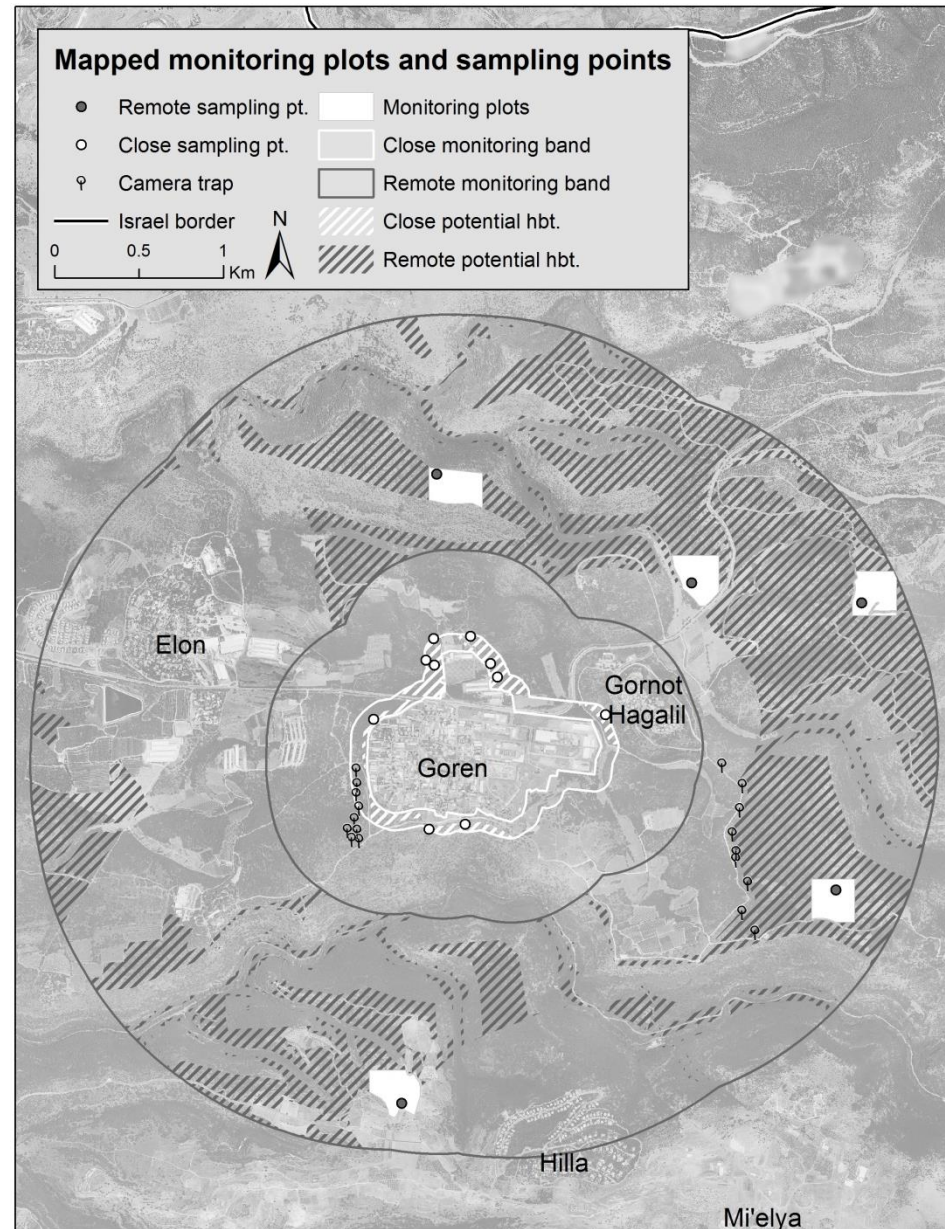 Mapped monitoring plots and sampling points
Remote sampling pt.
Close sampling pt.
Camera trap
Israel border
0 0.5 1
Km
N
Monitoring plots
Close monitoring band
Remote monitoring band
Close potential hbt.
Remote potential hbt.
Elon
Gornot
Hagalil
Goren
Hilla
Mi'elya